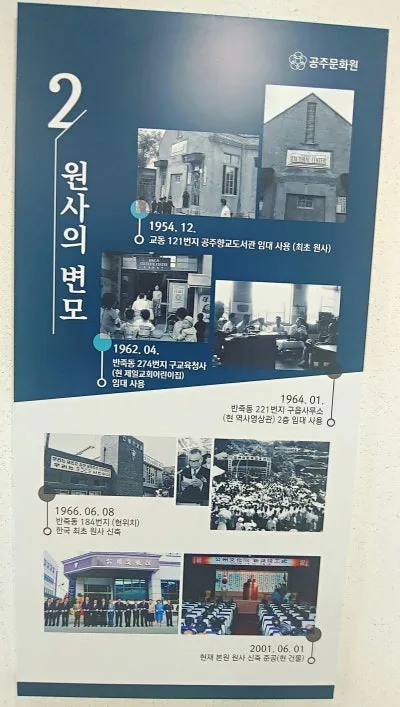 공주문화원
2
원사의 변모
CULTURAL CENTER
1954. 12.
교동 121번지 공주향교도서관 임대 사용 (최초 원사)
1962. 04.
반죽동 274번지 구교육청사
(현 제일교회어린이집)
임대 사용
1964. 01.
반죽동 221번지 구읍사무소
(현 역사영상관) 2층 임대 사용
1966. 06. 08
반죽동 184번지 (현위치)
한국 최초 원사 신축
2001. 06. 01
현재 본원 원사 신축 준공(현 건물)